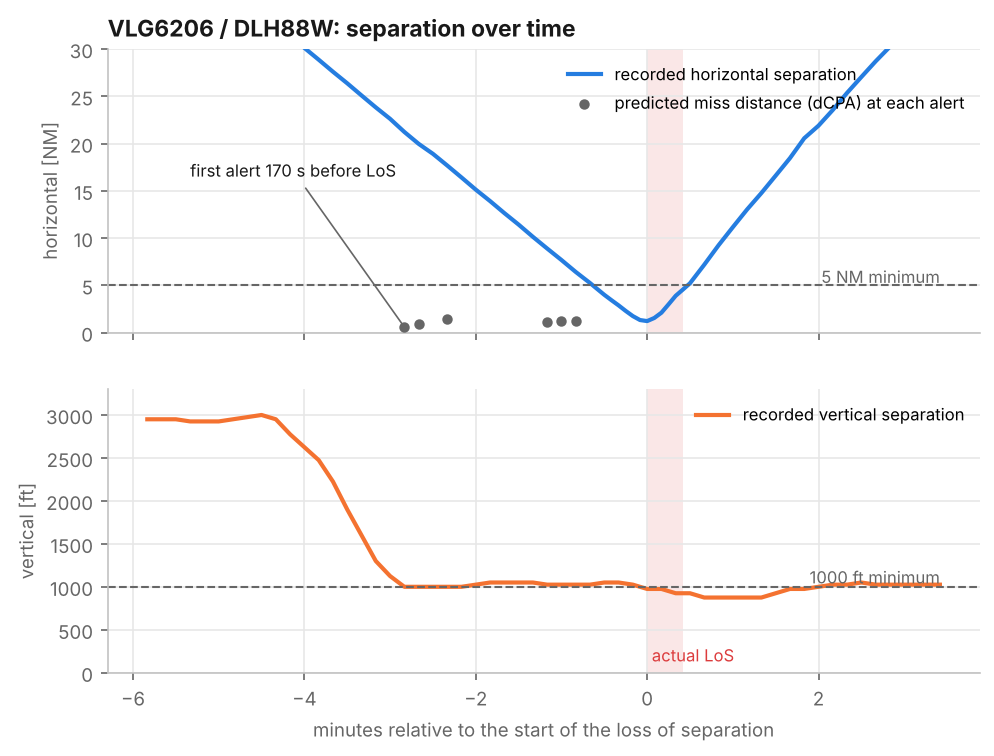 VLG6206 / DLH88W: separation over time
30
25
20
15
10
5
0
horizontal [NM]
recorded horizontal separation
predicted miss distance (dCPA) at each alert
first alert 170 s before LoS
5 NM minimum
3000
2500
2000
1500
1000
500
0
vertical [ft]
recorded vertical separation
1000 ft minimum
actual LoS
−6
−4
−2
0
2
minutes relative to the start of the loss of separation